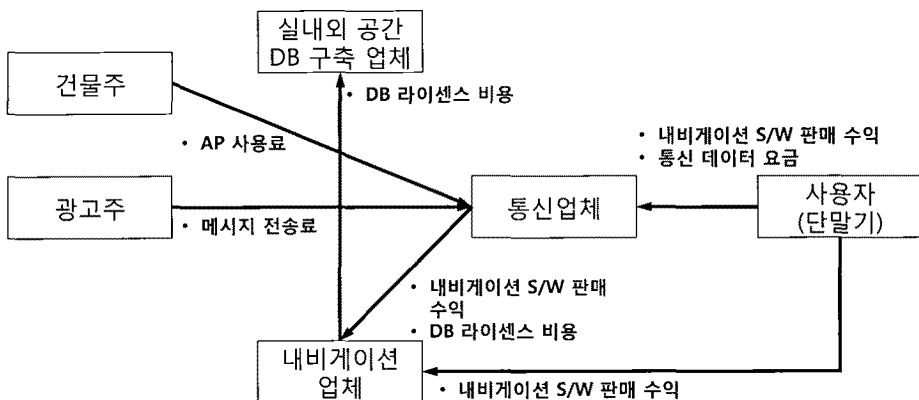 실내외 공간
DB 구축 업체
건물주
• DB 라이센스 비용
• AP 사용료
• 내비게이션 S/W 판매 수익
• 통신 데이터 요금
광고주
• 메시지 전송료
통신업체
사용자
(단말기)
• 내비게이션 S/W 판매
수익
• DB 라이센스 비용
내비게이션
업체
• 내비게이션 S/W 판매 수익